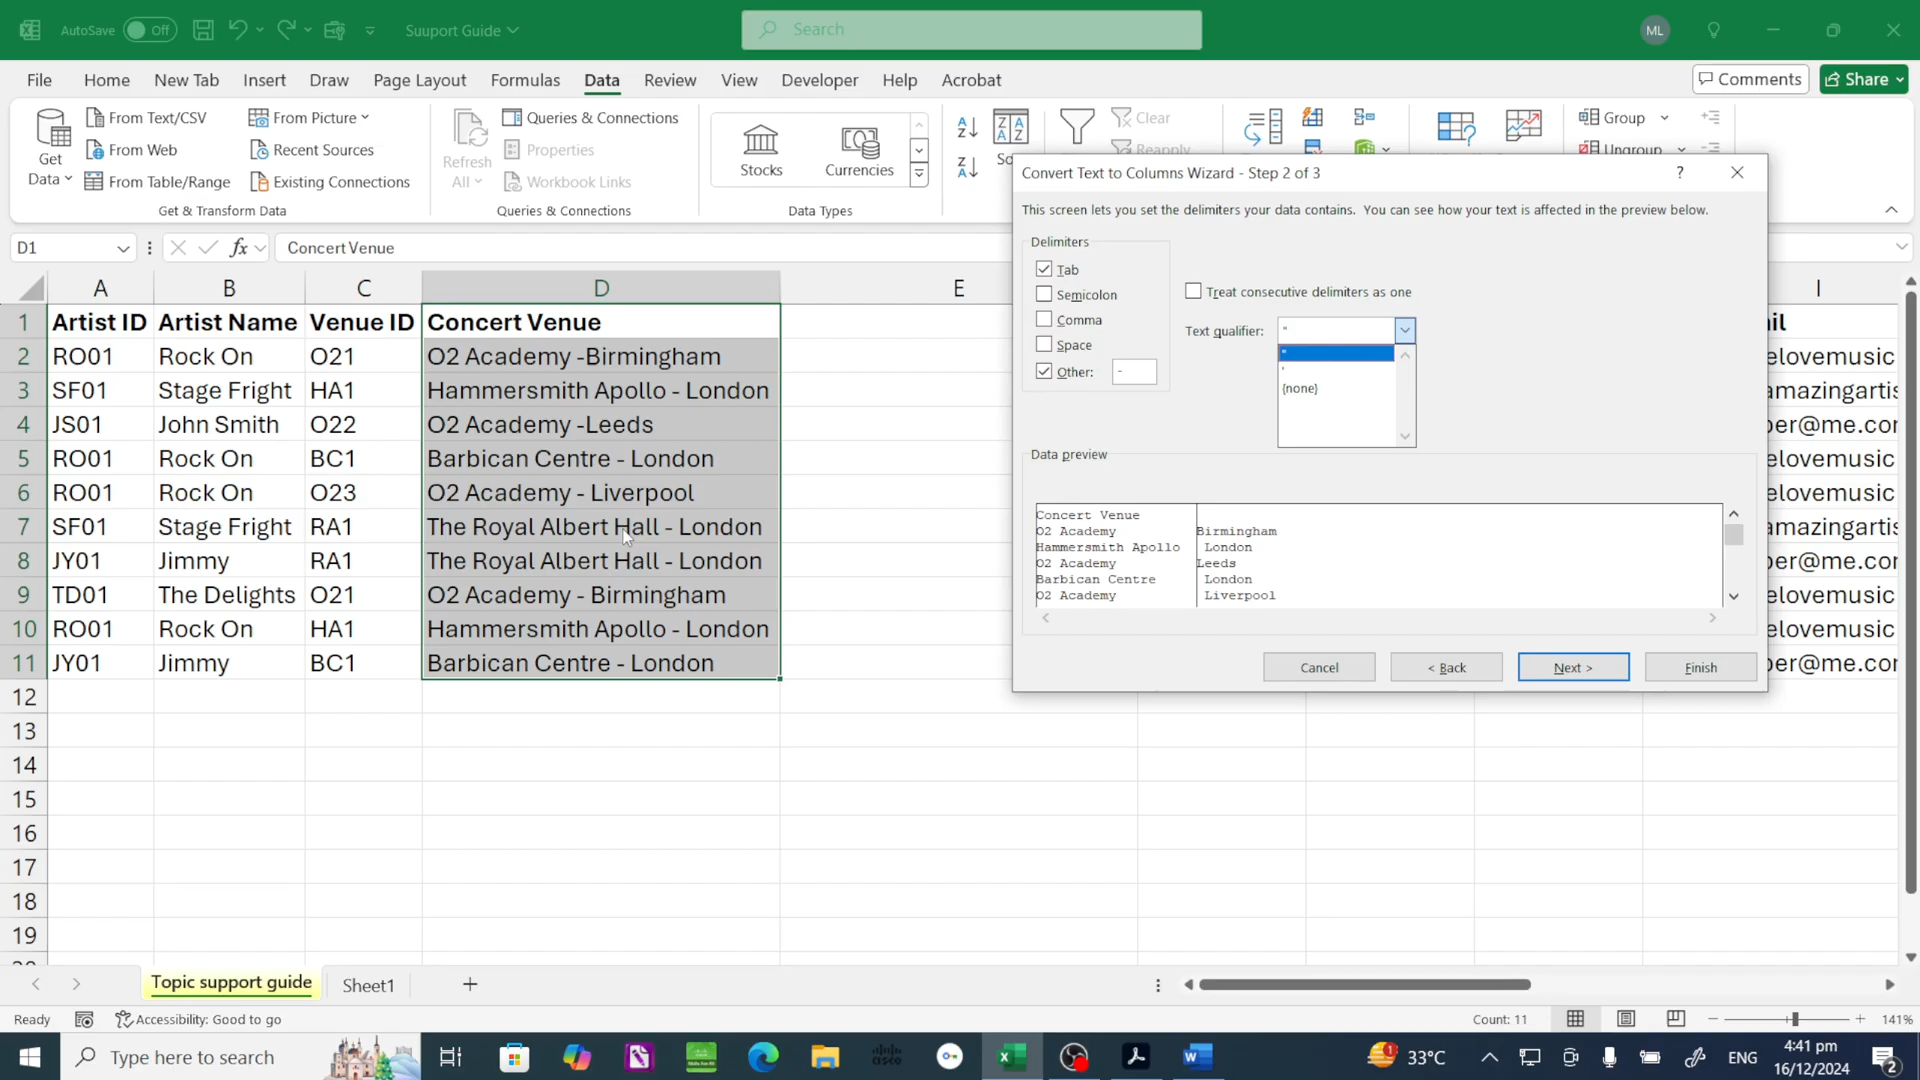 AutoSave Off Suuport Guide Search ML
File Home New Tab Insert Draw Page Layout Formulas Data Review View Developer Help Acrobat Comments Share
Get Data From Text/CSV From Picture
From Web Recent Sources
From Table/Range Existing Connections
Get & Transform Data
Refresh All Queries & Connections
Properties
Workbook Links
Queries & Connections
Stocks Currencies
Data Types
Clear
Reapply
Group
Ungroup
D1 fx Concert Venue
A B C D E I
1 Artist ID Artist Name Venue ID Concert Venue
2 RO01 Rock On O21 O2 Academy -Birmingham elovemusic
3 SF01 Stage Fright HA1 Hammersmith Apollo - London
4 JS01 John Smith O22 O2 Academy -Leeds
5 RO01 Rock On BC1 Barbican Centre - London elovemusic
6 RO01 Rock On O23 O2 Academy - Liverpool elovemusic
7 SF01 Stage Fright RA1 The Royal Albert Hall - London
8 JY01 Jimmy RA1 The Royal Albert Hall - London
9 TD01 The Delights O21 O2 Academy - Birmingham elovemusic
10 RO01 Rock On HA1 Hammersmith Apollo - London elovemusic
11 JY01 Jimmy BC1 Barbican Centre - London
12
13
14
15
16
17
18
19
Convert Text to Columns Wizard - Step 2 of 3 ?
This screen lets you set the delimiters your data contains. You can see how your text is affected in the preview below.
Delimiters
Tab
Semicolon
Comma
Space
Other: -
Treat consecutive delimiters as one
Text qualifier: "
"
'
{none}
Data preview
Concert Venue
O2 Academy Birmingham
Hammersmith Apollo London
O2 Academy Leeds
Barbican Centre London
O2 Academy Liverpool
Cancel < Back Next > Finish
Topic support guide Sheet1
Ready Accessibility: Good to go Count: 11 141%
Type here to search 33°C ENG 4:41 pm
16/12/2024 2